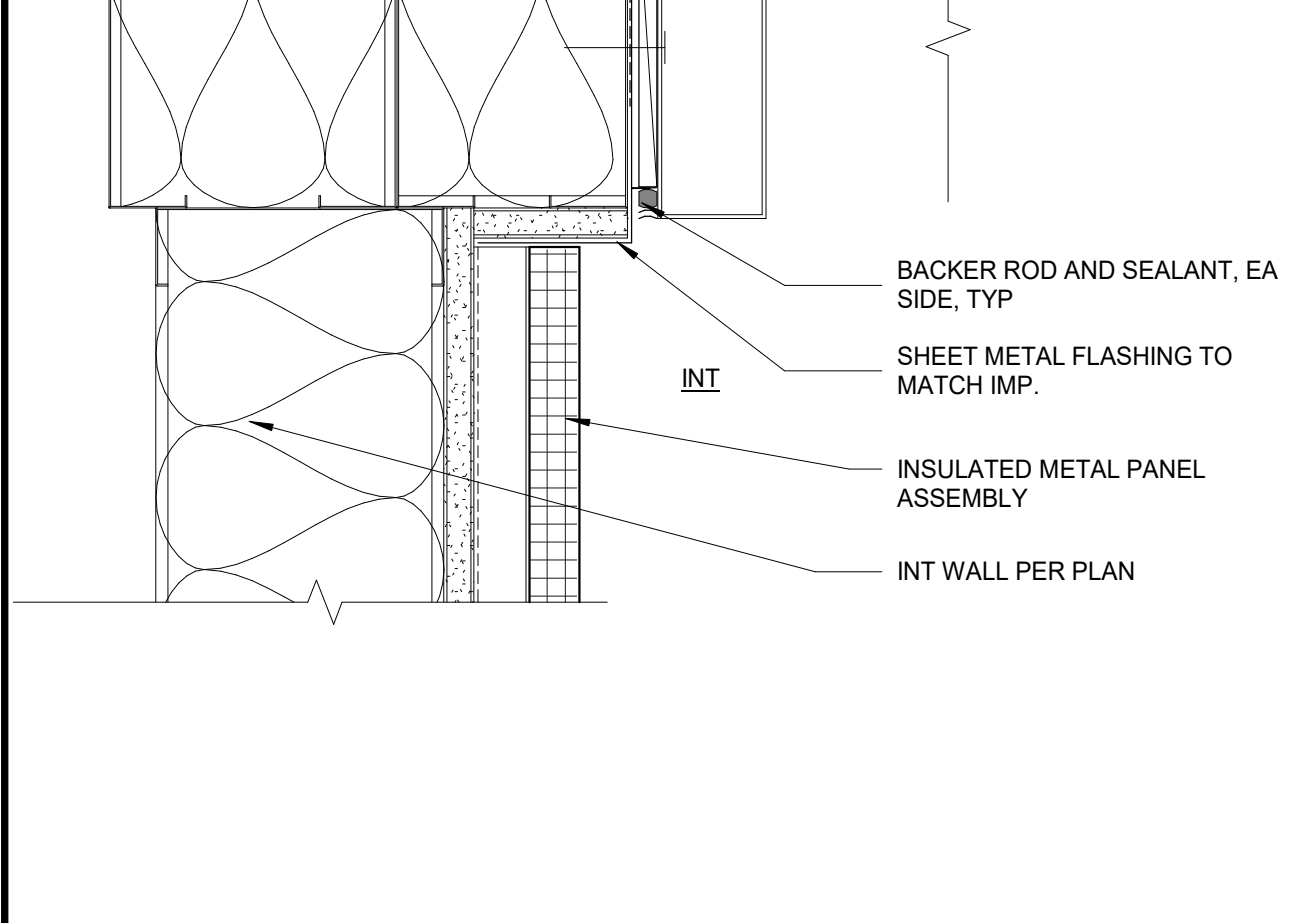 BACKER ROD AND SEALANT, EA
SIDE, TYP
SHEET METAL FLASHING TO
MATCH IMP.
INT
INSULATED METAL PANEL
ASSEMBLY
INT WALL PER PLAN